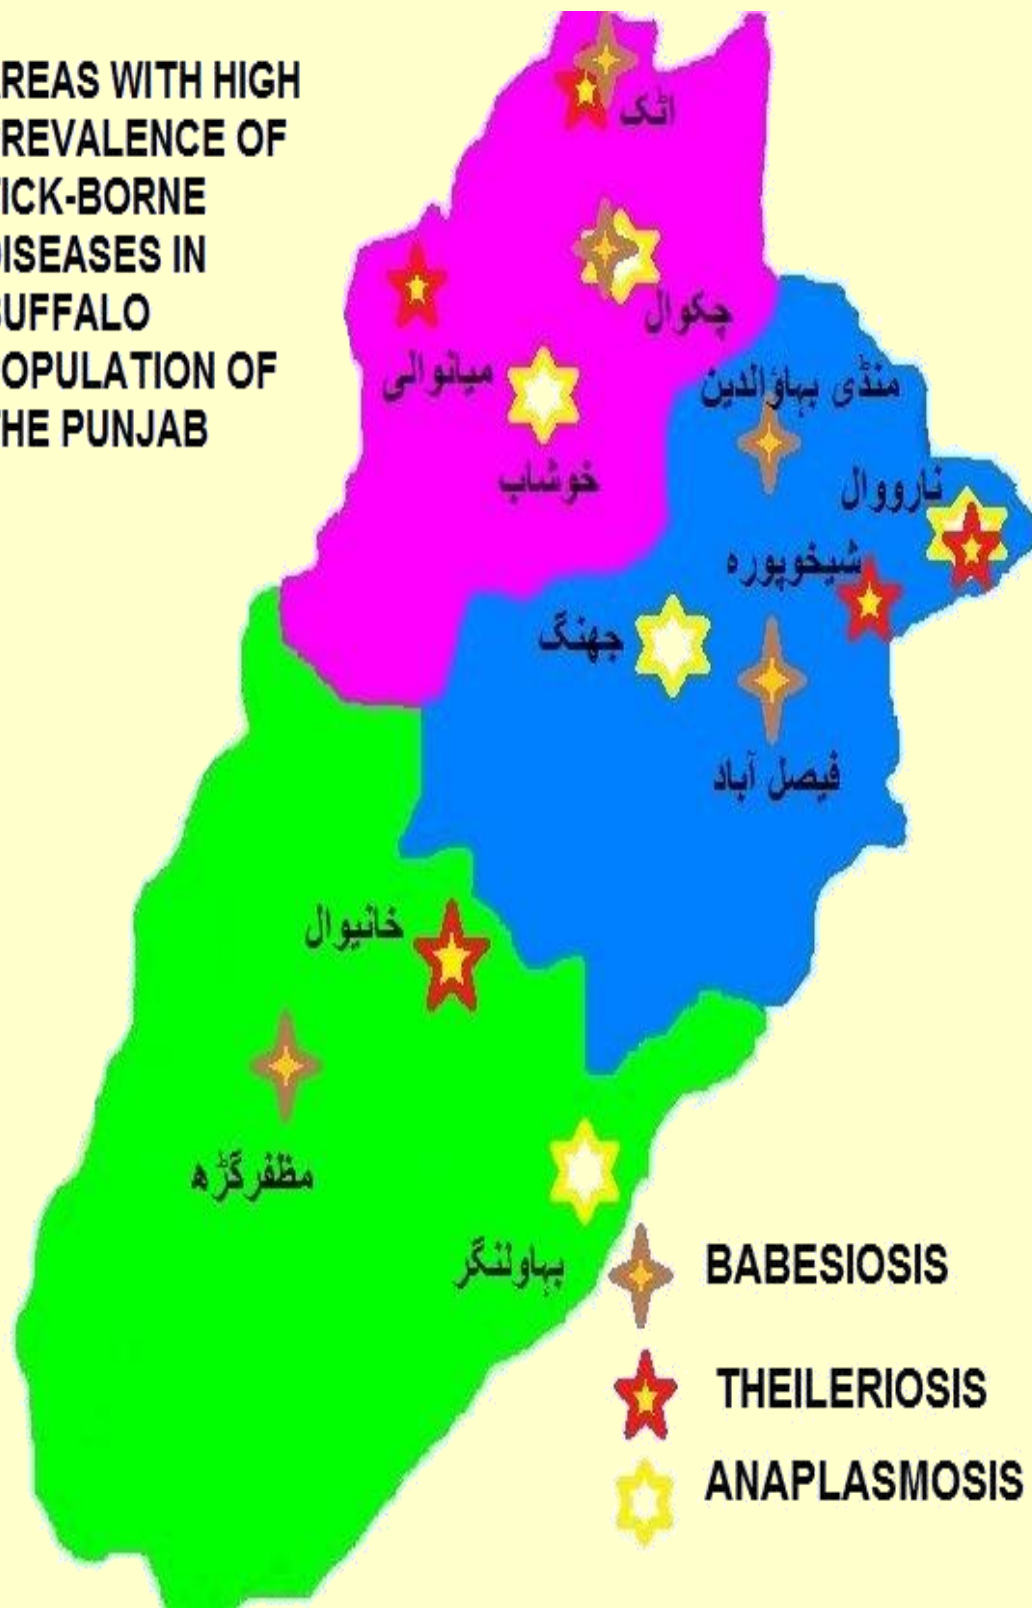 REAS WITH HIGH
REVALENCE OF
ICK-BORNE
ISEASES IN
UFFALO
OPULATION OF
HE PUNJAB
اٹک
چکوال
میانوالی
منڈی بہاؤالدین
خوشاب
نارووال
شیخوپورہ
جھنگ
فیصل آباد
خانیوال
مظفرگڑھ
بہاولنگر
BABESIOSIS
THEILERIOSIS
ANAPLASMOSIS